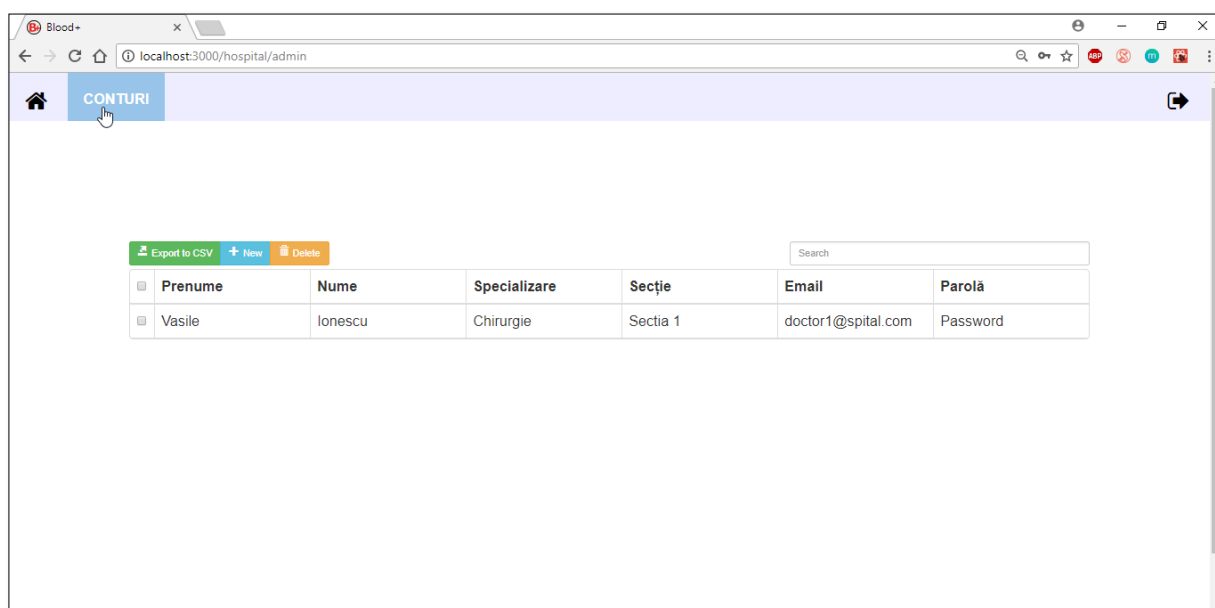 Blood+
localhost:3000/hospital/admin
ABP
m
CONTURI
Export to CSV + New Delete Search
Prenume Nume Specializare Secție Email Parolă
Vasile Ionescu Chirurgie Sectia 1 doctor1@spital.com Password